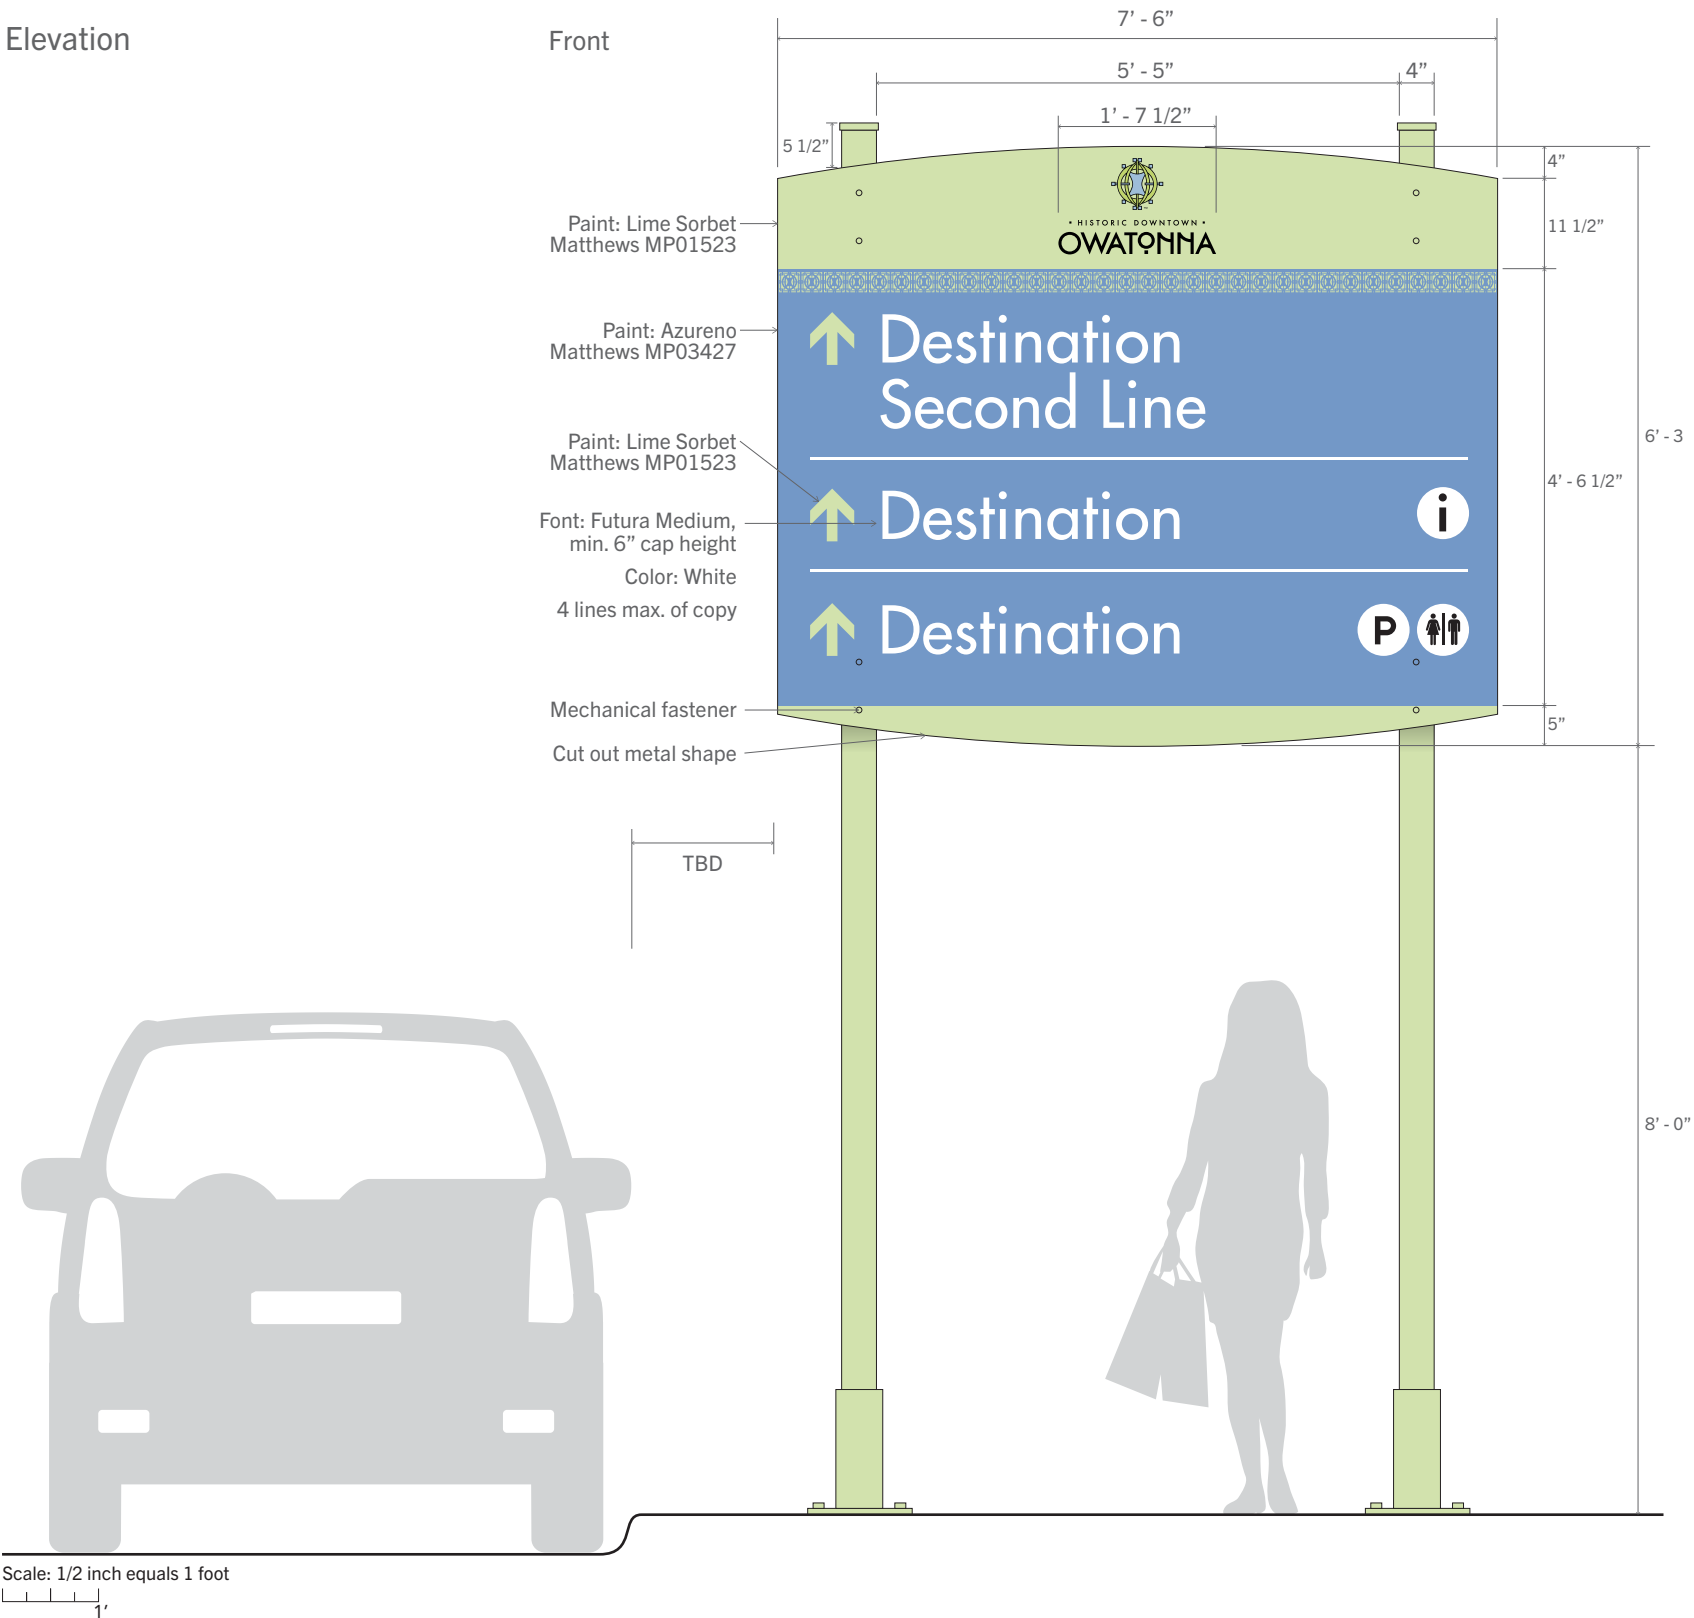 Elevation
Front
7’ - 6”
5’ - 5”
4”
1’ - 7 1/2”
5 1/2”
4”
11 1/2”
• HISTORIC DOWNTOWN •
OWATONNA
Paint: Lime Sorbet
Matthews MP01523
Paint: Azureno
Matthews MP03427
Destination
Second Line
Paint: Lime Sorbet
Matthews MP01523
6’ - 3
4’ - 6 1/2”
Font: Futura Medium,
min. 6” cap height
Color: White
4 lines max. of copy
Destination
i
Destination
P
Mechanical fastener
Cut out metal shape
5”
TBD
8’ - 0”
Scale: 1/2 inch equals 1 foot
1’